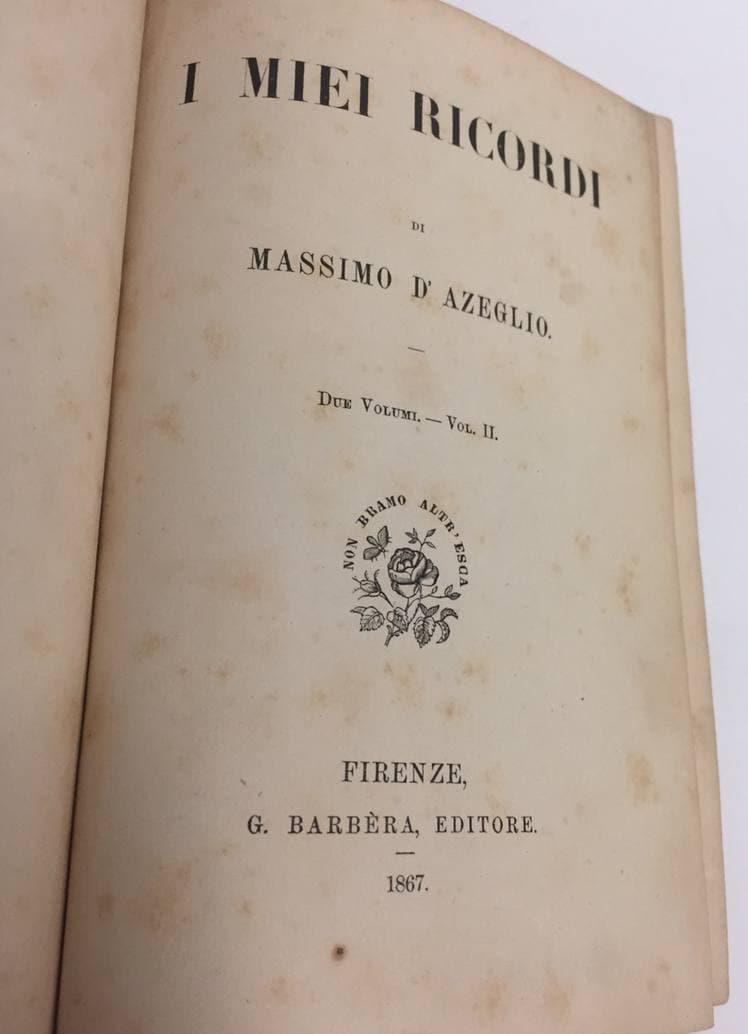 I MIEI RICORDI
DI
MASSIMO D' AZEGLIO.
DUE VOLUMI. — VOL. II.
NON BRAMO ALTR' ESCA
FIRENZE,
G. BARBÈRA, EDITORE.
1867.